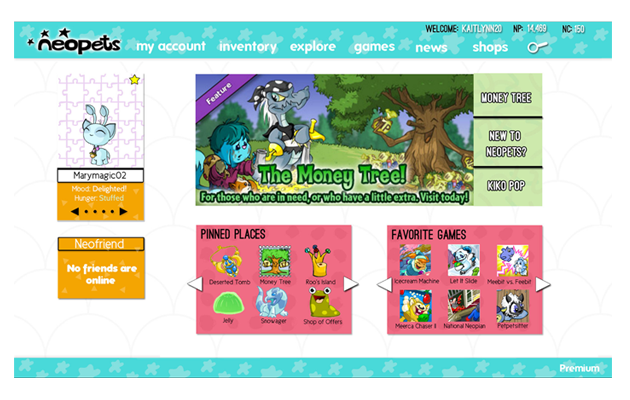 WELCOME: KAITLYNN20 NP: 14,469 NC: 150
neopets my account inventory explore games news shops
Feature
The Money Tree!
For those who are in need, or who have a little extra. Visit today!
MONEY TREE
NEW TO
NEOPETS?
KIKO POP
Marymagic02
Mood: Delighted!
Hunger: Stuffed
Neofriend
No friends are
online
PINNED PLACES
Deserted Tomb Money Tree Roo's Island
Jelly Snowager Shop of Offers
FAVORITE GAMES
Icecream Machine Let It Slide Meebit vs. Feebit
Meerca Chaser II National Neopian Petpetsitter
Premium